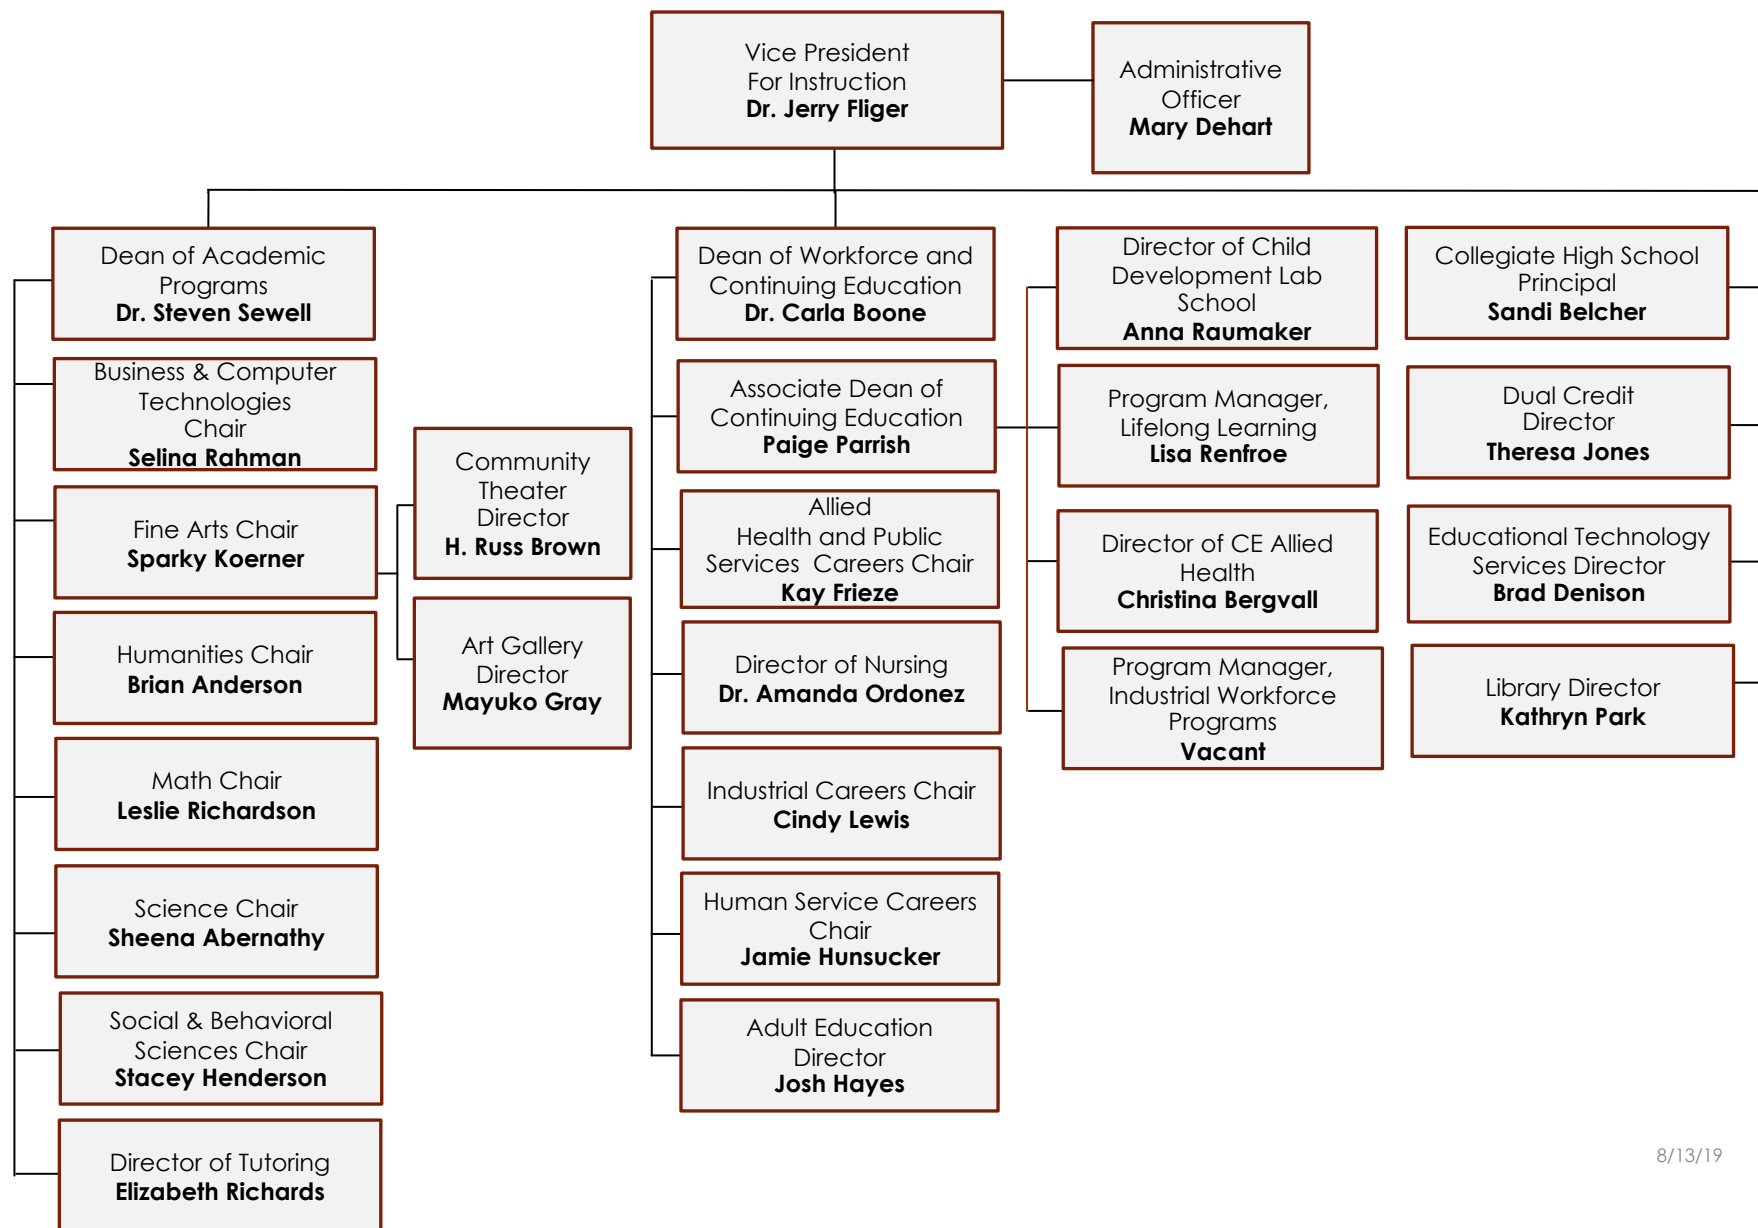 Vice President
For Instruction
Dr. Jerry Fliger
Administrative
Officer
Mary Dehart
Dean of Academic
Programs
Dr. Steven Sewell
Business & Computer
Technologies
Chair
Selina Rahman
Fine Arts Chair
Sparky Koerner
Humanities Chair
Brian Anderson
Math Chair
Leslie Richardson
Science Chair
Sheena Abernathy
Social & Behavioral
Sciences Chair
Stacey Henderson
Director of Tutoring
Elizabeth Richards
Community
Theater
Director
H. Russ Brown
Art Gallery
Director
Mayuko Gray
Dean of Workforce and
Continuing Education
Dr. Carla Boone
Associate Dean of
Continuing Education
Paige Parrish
Allied
Health and Public
Services Careers Chair
Kay Frieze
Director of Nursing
Dr. Amanda Ordonez
Industrial Careers Chair
Cindy Lewis
Human Service Careers
Chair
Jamie Hunsucker
Adult Education
Director
Josh Hayes
Director of Child
Development Lab
School
Anna Raumaker
Program Manager,
Lifelong Learning
Lisa Renfroe
Director of CE Allied
Health
Christina Bergvall
Program Manager,
Industrial Workforce
Programs
Vacant
Collegiate High School
Principal
Sandi Belcher
Dual Credit
Director
Theresa Jones
Educational Technology
Services Director
Brad Denison
Library Director
Kathryn Park
8/13/19